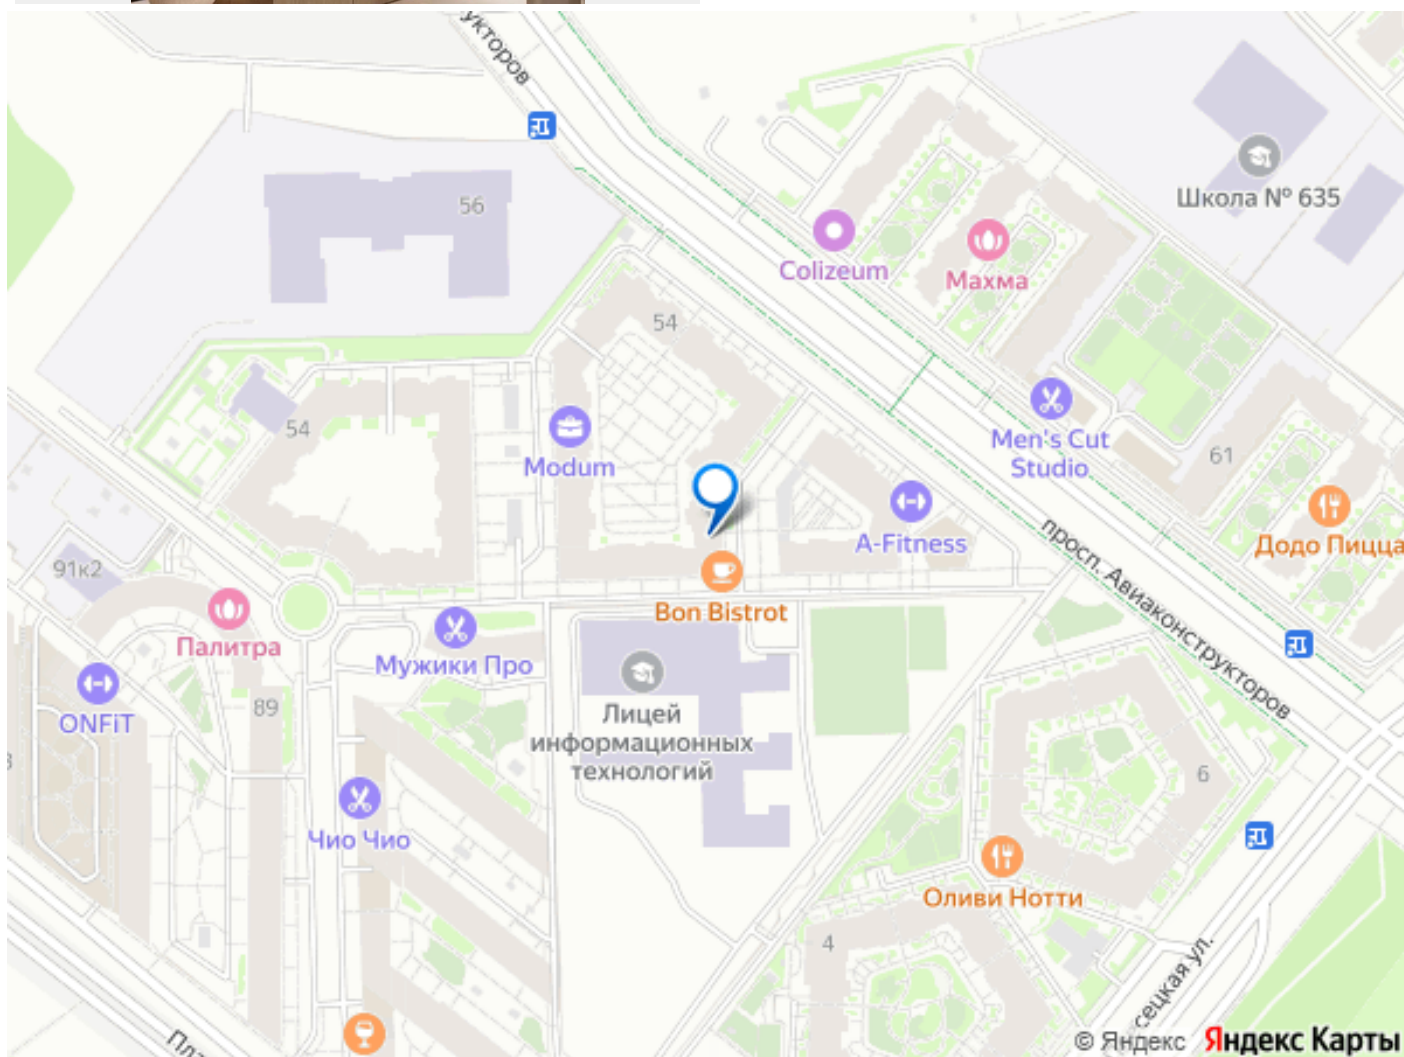 укторов
56
Школа № 635
Colizeum
Махма
54
54
Modum
Men's Cut
Studio
61
A-Fitness
Додо Пицца
просп. Авиаконструкторов
91к2
Bon Bistrot
Палитра
Мужики Про
ONFiT
89
Лицей
информационных
технологий
6
Чио Чио
Оливи Нотти
4
сецкая ул.
Пла
© Яндекс Яндекс Карты